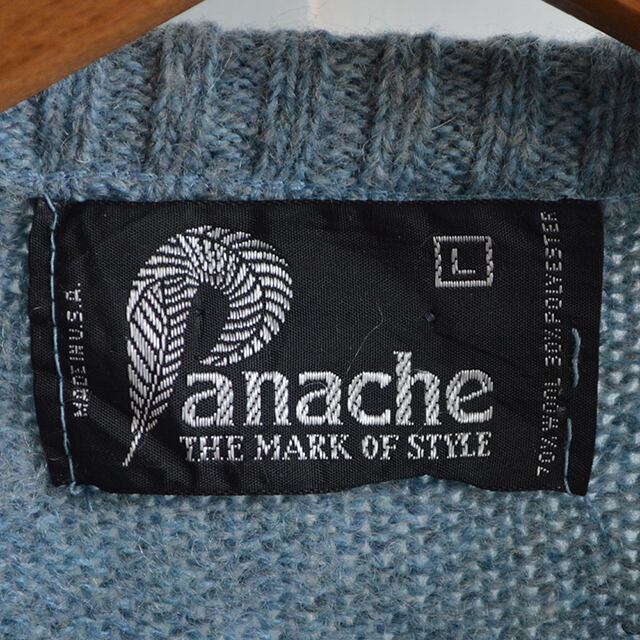 MADE IN U.S.A.
L
Panache
THE MARK OF STYLE
70% WOOL 30% POLYESTER